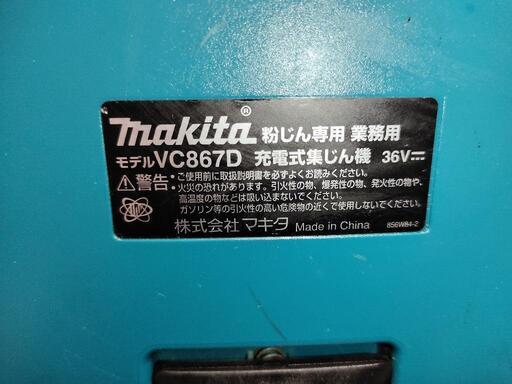 makita® 粉じん専用 業務用
モデル VC867D 充電式集じん機 36V⎓
⚠警告 ・ご使用前に取扱説明書を必ずよくお読みください。
・火災の恐れがあります。引火性の物、爆発性の物、発火性の物や
高温度の物などは吸い込まないでください。
ガソリン等の引火性の高い危険物の近くで使用しないでください。
株式会社 マキタ Made in China 856W84-2